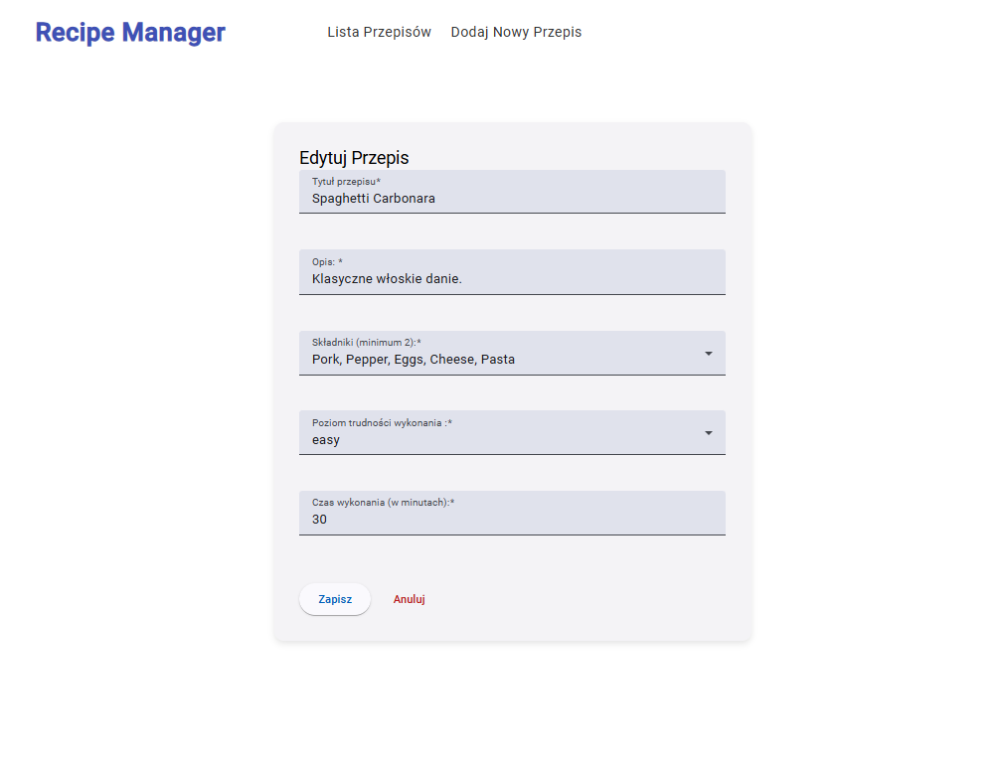 Recipe Manager
Lista Przepisów
Dodaj Nowy Przepis
Edytuj Przepis
Tytuł przepisu*
Spaghetti Carbonara
Opis: *
Klasyczne włoskie danie.
Składniki (minimum 2):*
Pork, Pepper, Eggs, Cheese, Pasta
Poziom trudności wykonania :*
easy
Czas wykonania (w minutach):*
30
Zapisz
Anuluj